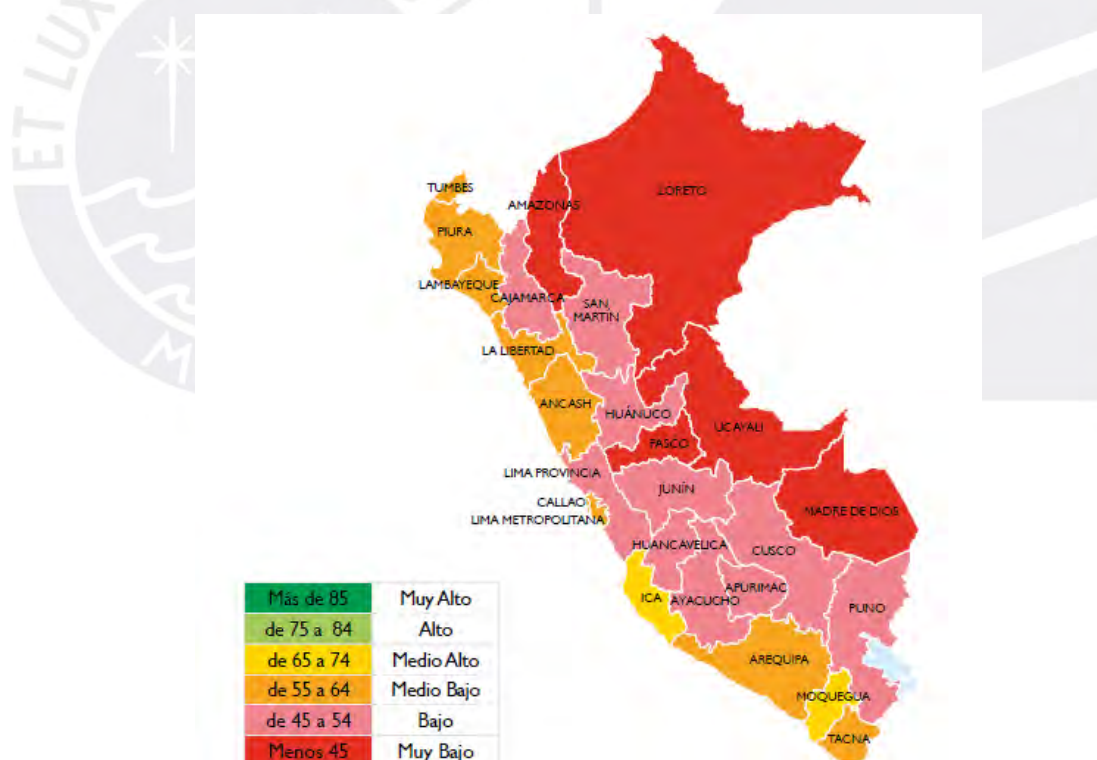 ET LUX
M
TUMBES
PIURA
LAMBAYEQUE
AMAZONAS
LORETO
CAJAMARCA
SAN
MARTÍN
LA LIBERTAD
ANCASH
HUÁNUCO
UCAYALI
PASCO
LIMA PROVINCIA
JUNÍN
CALLAO
LIMA METROPOLITANA
MADRE DE DIOS
HUANCAVELICA
CUSCO
ICA
AYACUCHO
APURIMAC
PUNO
AREQUIPA
MOQUEGUA
TACNA
Más de 85 Muy Alto
de 75 a 84 Alto
de 65 a 74 Medio Alto
de 55 a 64 Medio Bajo
de 45 a 54 Bajo
Menos 45 Muy Bajo